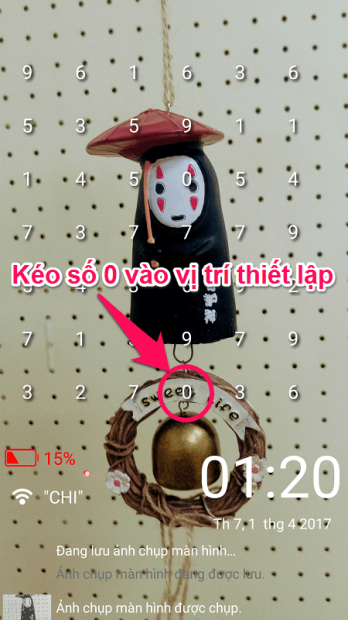 9 6 1 6 3 6
5 3 5 9 1 1
1 4 5 0 5 4
7 3 7 7 7 9
Kéo số 0 vào vị trí thiết lập
7 1 9 7 9
3 2 7 0 3 6
15%
01:20
"CHI"
Th 7, 1 thg 4 2017
Đang lưu ảnh chụp màn hình...
Ảnh chụp màn hình đang được lưu.
Ảnh chụp màn hình được chụp.